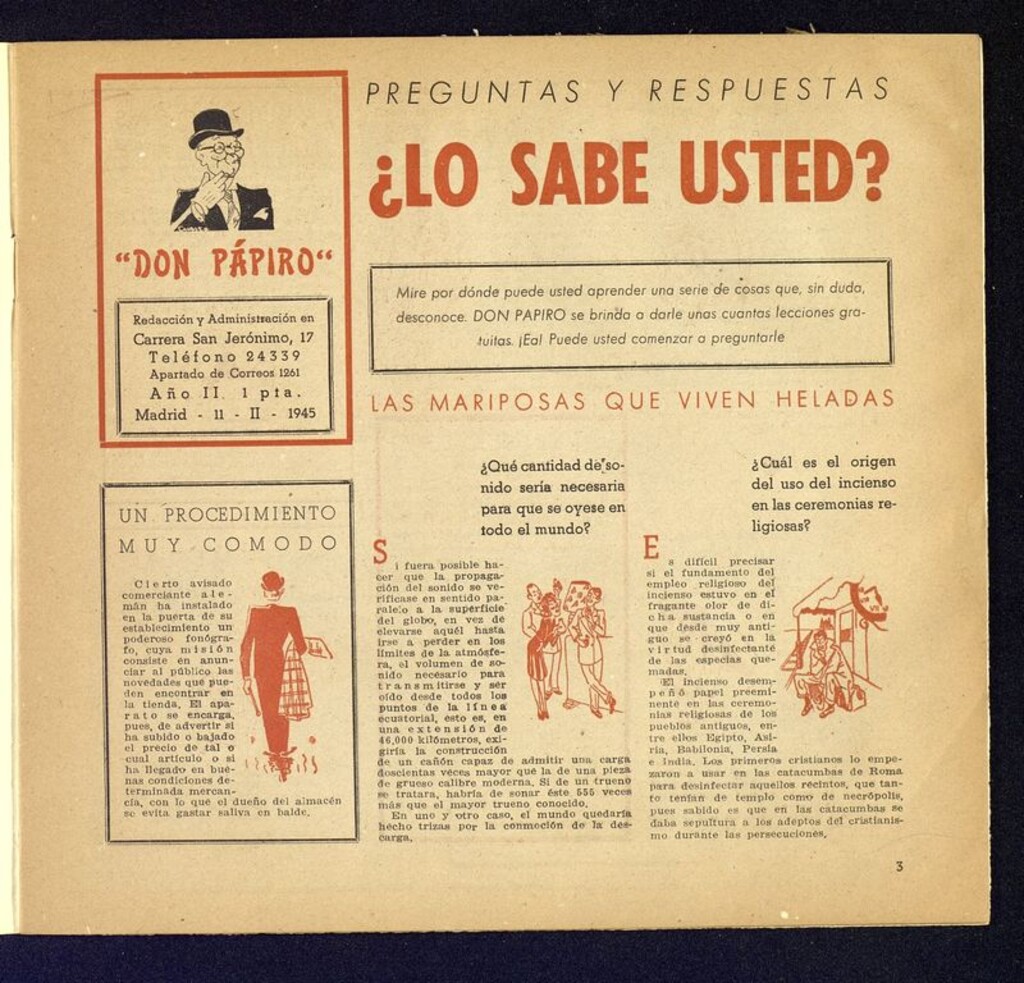 "DON PÁPIRO"
Redacción y Administración en
Carrera San Jerónimo, 17
Teléfono 24339
Apartado de Correos 1261
Año II. 1 pta.
Madrid - 11 - II - 1945
PREGUNTAS Y RESPUESTAS
¿LO SABE USTED?
Mire por dónde puede usted aprender una serie de cosas que, sin duda,
desconoce. DON PAPIRO se brinda a darle unas cuantas lecciones gra-
tuitas. ¡Ea! Puede usted comenzar a preguntarle
LAS MARIPOSAS QUE VIVEN HELADAS
UN PROCEDIMIENTO
MUY COMODO
Cierto avisado
comerciante ale-
mán ha instalado
en la puerta de su
establecimiento un
poderoso fonógra-
fo, cuya misión
consiste en anun-
ciar al público las
novedades qué pue-
den encontrar en
la tienda. El apa-
rato se encarga,
pues, de advertir si
ha subido o bajado
el precio de tal o
cual artículo o si
ha llegado en bue-
nas condiciones de-
terminada mercan-
cía, con lo que el dueño del almacén
se evita gastar saliva en balde.
¿Qué cantidad de so-
nido sería necesaria
para que se oyese en
todo el mundo?
Si fuera posible ha-
cer que la propaga-
ción del sonido se ve-
rificase en sentido pa-
ralelo a la superficie
del globo, en vez de
elevarse aquél hasta
irse a perder en los
límites de la atmósfe-
ra, el volumen de so-
nido necesario para
transmitirse y ser
oído desde todos los
puntos de la línea
ecuatorial, esto es, en
una extensión de
46,000 kilómetros, exi-
giría la construcción
de un cañón capaz de admitir una carga
doscientas veces mayor qué la de una pieza
de grueso calibre moderna. Si de un trueno
se tratara, habría de sonar éste 555 veces
más que el mayor trueno conocido.
En uno y otro caso, el mundo quedaría
hecho trizas por la conmoción de la des-
carga.
¿Cuál es el origen
del uso del incienso
en las ceremonias re-
ligiosas?
Es difícil precisar
si el fundamento del
empleo religioso del
incienso estuvo en el
fragante olor de di-
cha sustancia o en
que desde muy anti-
guo se creyó en la
virtud desinfectante
de las especias que-
madas.
El incienso desem-
peñó papel preemi-
nente en las ceremo-
nias religiosas de los
pueblos antiguos, en-
tre ellos Egipto, Asi-
ria, Babilonia, Persia
e India. Los primeros cristianos lo empe-
zaron a usar en las catacumbas de Roma
para desinfectar aquellos recintos, que tan-
to tenían de templo como de necrópolis,
pues sabido es que en las catacumbas se
daba sepultura a los adeptos del cristianis-
mo durante las persecuciones.
3